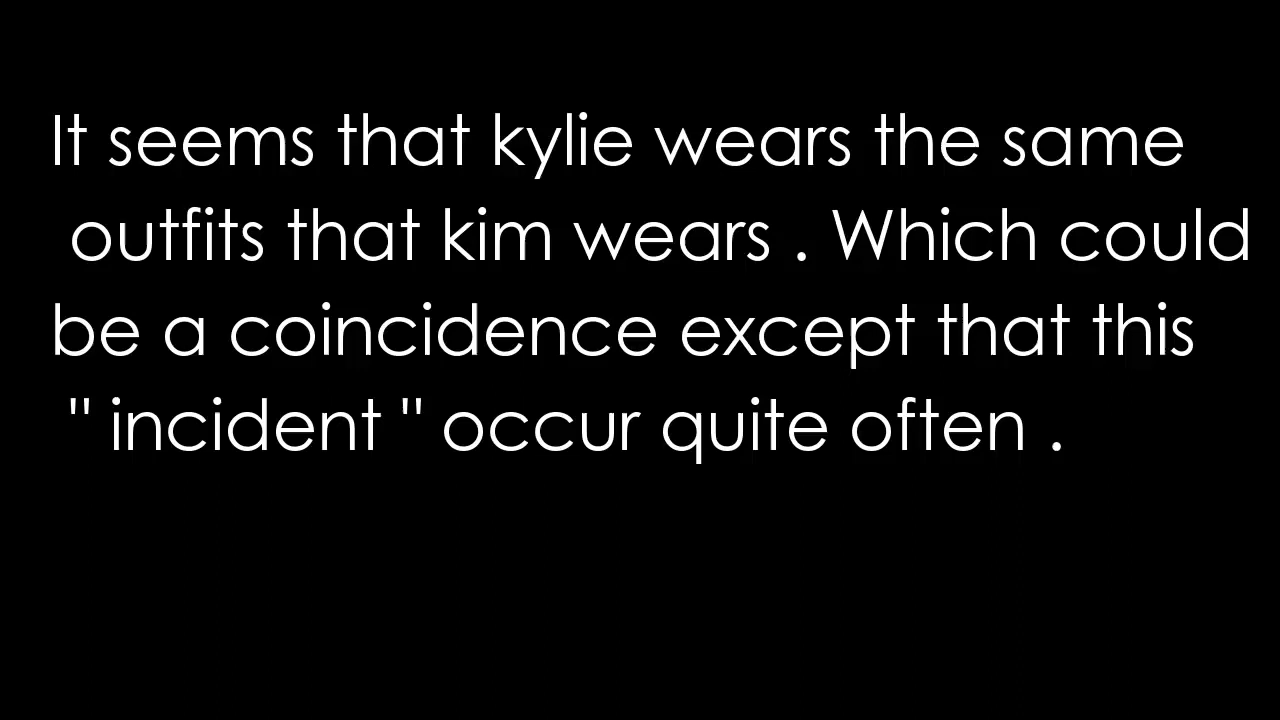 It seems that kylie wears the same
outfits that kim wears . Which could
be a coincidence except that this
" incident " occur quite often .